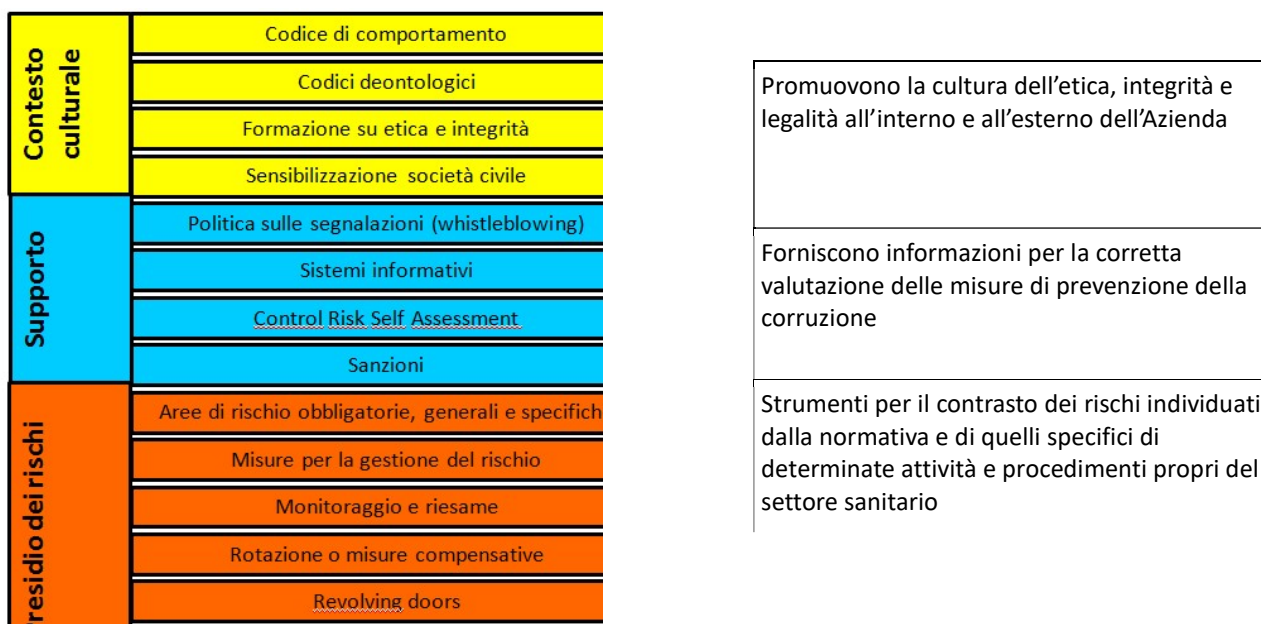 Contesto
culturale
Codice di comportamento
Codici deontologici
Formazione su etica e integrità
Sensibilizzazione società civile
Promuovono la cultura dell’etica, integrità e
legalità all’interno e all’esterno dell’Azienda
Supporto
Politica sulle segnalazioni (whistleblowing)
Sistemi informativi
Control Risk Self Assessment
Sanzioni
Forniscono informazioni per la corretta
valutazione delle misure di prevenzione della
corruzione
residio dei rischi
Aree di rischio obbligatorie, generali e specifich
Misure per la gestione del rischio
Monitoraggio e riesame
Rotazione o misure compensative
Revolving doors
Strumenti per il contrasto dei rischi individuati
dalla normativa e di quelli specifici di
determinate attività e procedimenti propri del
settore sanitario